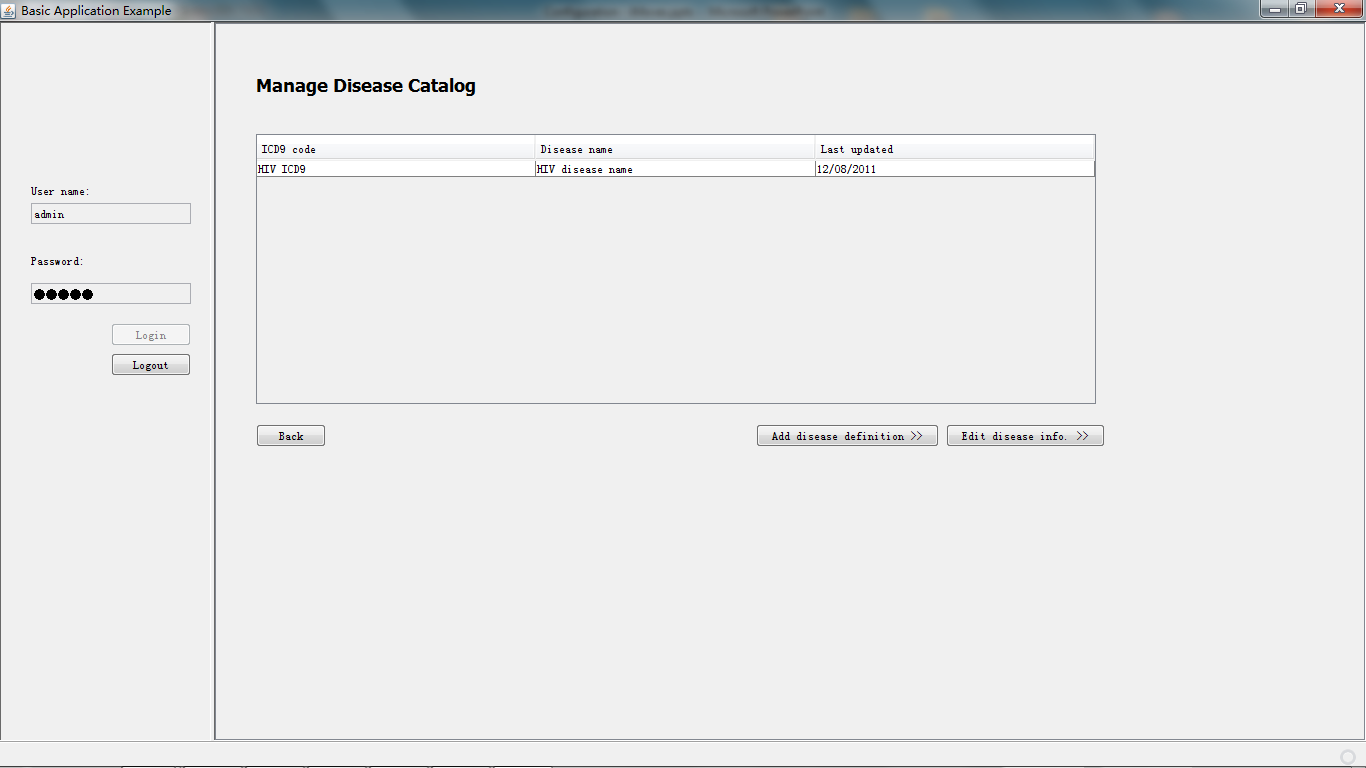 Basic Application Example
Manage Disease Catalog
ICD9 code Disease name Last updated
HIV ICD9 HIV disease name 12/08/2011
User name:
admin
Password:
Login
Logout
Back Add disease definition >> Edit disease info. >>